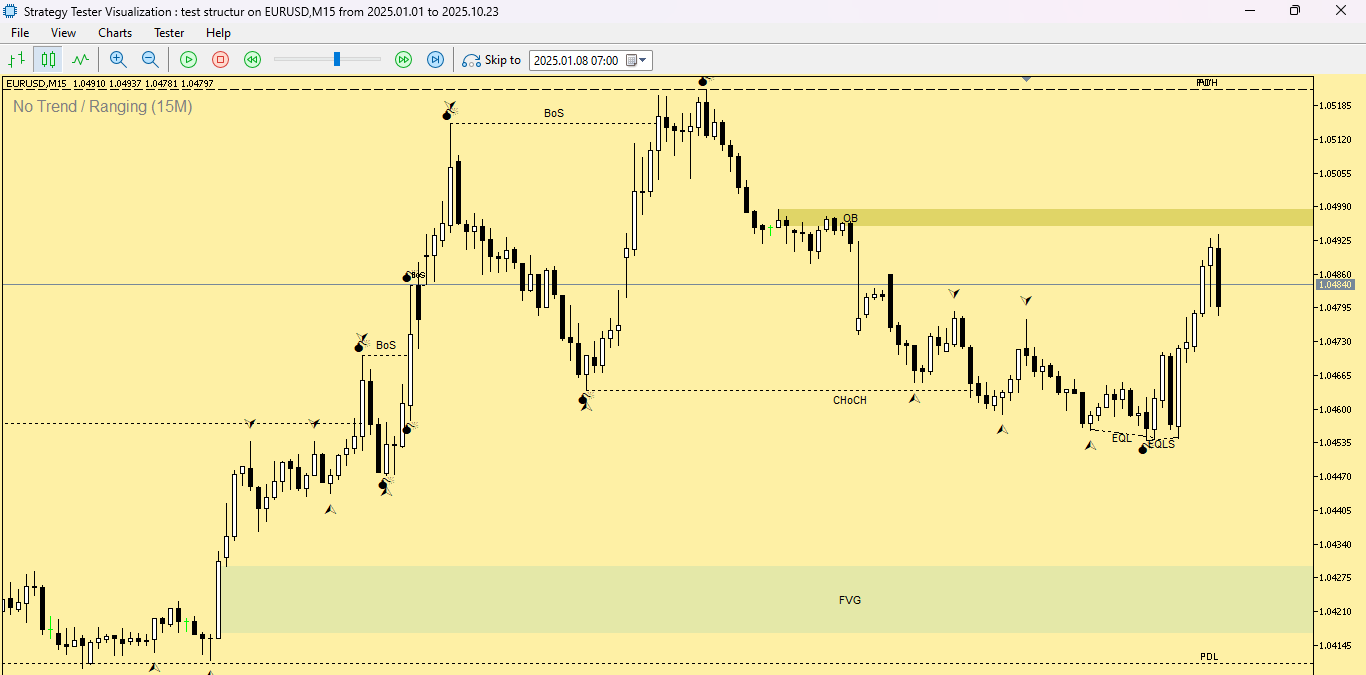 Strategy Tester Visualization : test structur on EURUSD,M15 from 2025.01.01 to 2025.10.23
File View Charts Tester Help
Skip to 2025.01.08 07:00
EURUSD,M15 1.04910 1.04937 1.04781 1.04797
No Trend / Ranging (15M)
1.05185
BoS
1.05120
1.05055
1.04990
OB
1.04925
BoS
1.04860
1.04840
1.04795
BoS
1.04730
1.04665
CHoCH
1.04600
EQL
EQLS
1.04535
1.04470
1.04405
1.04340
1.04275
FVG
1.04210
1.04145
PDL